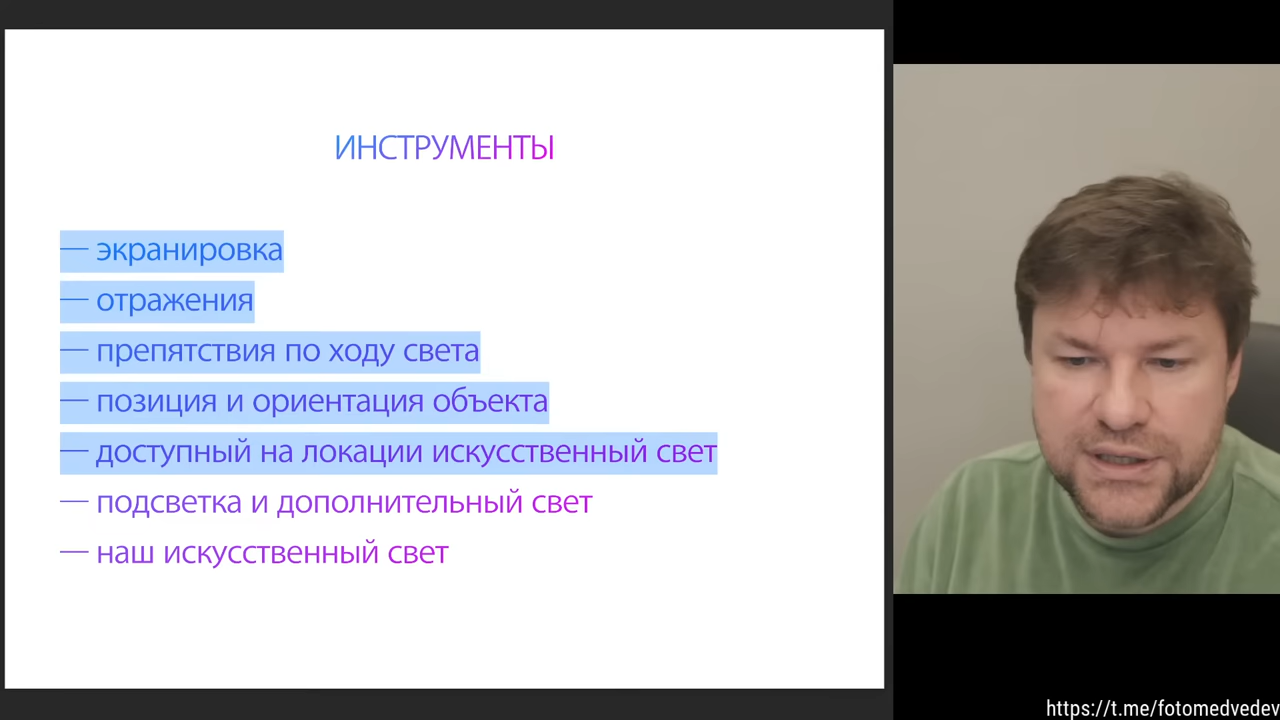 ИНСТРУМЕНТЫ
— экранировка
— отражения
— препятствия по ходу света
— позиция и ориентация объекта
— доступный на локации искусственный свет
— подсветка и дополнительный свет
— наш искусственный свет
https://t.me/fotomedvedev